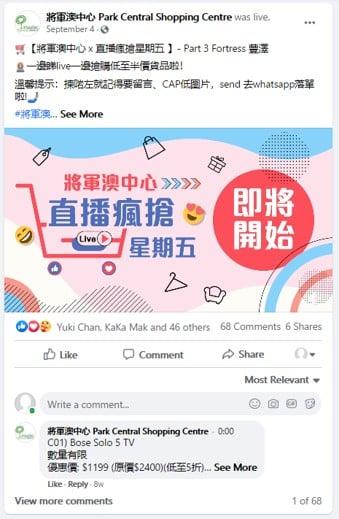 將軍澳中心 Park Central Shopping Centre was live.
September 4
🛒【將軍澳中心 x 直播瘋搶星期五 】- Part 3 Fortress 豐澤
一邊睇live一邊搶購低至半價貨品啦!
溫馨提示：揀啱左就記得要留言、CAP低圖片，send 去whatsapp落單啦!🤳
#將軍澳... See More
將軍澳中心
直播瘋搶
Live
星期五
即將
開始
Yuki Chan, KaKa Mak and 46 others 68 Comments 6 Shares
Like Comment Share
Most Relevant
Write a comment...
GIF
將軍澳中心 Park Central Shopping Centre · 0:00
C01) Bose Solo 5 TV
數量有限
優惠價: $1199 (原價$2400)(低至5折)... See More
Like · Reply · 8w
View more comments 1 of 68